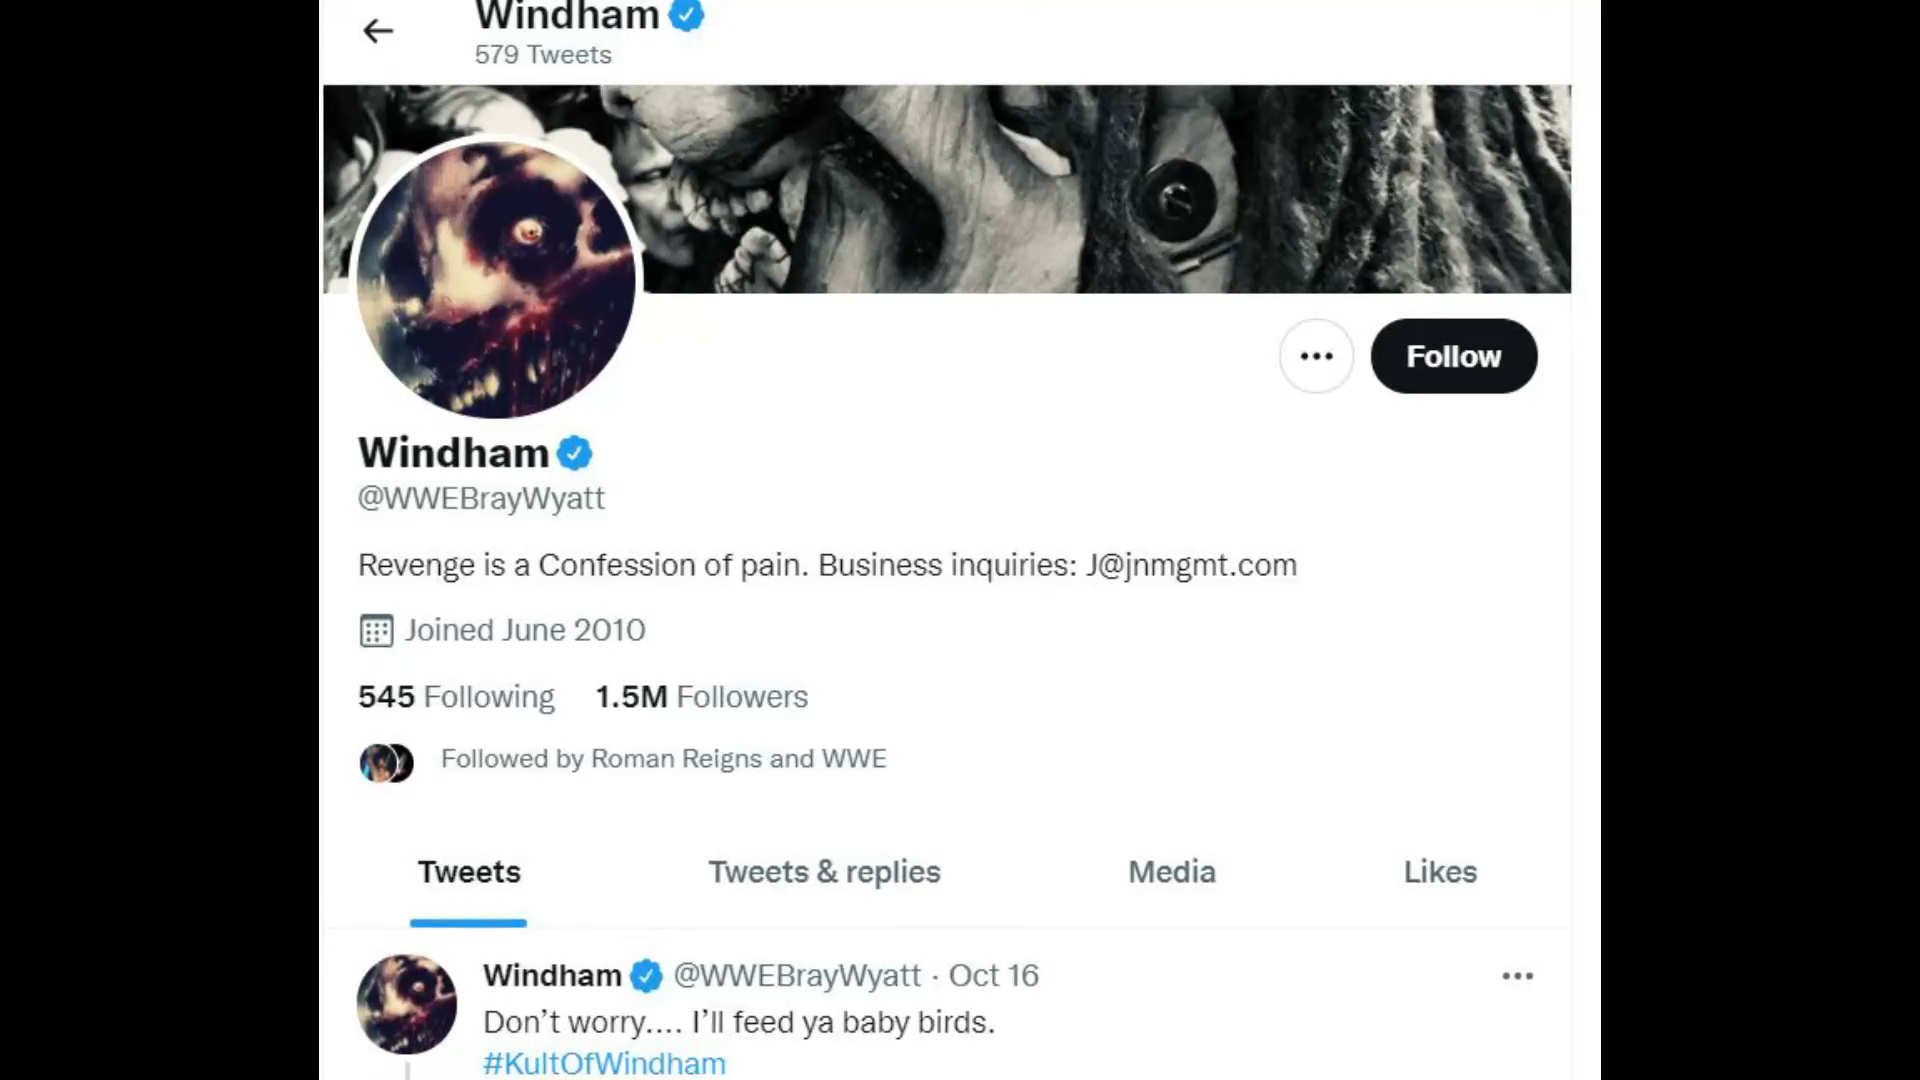 Windham
579 Tweets
Follow
Windham
@WWEBrayWyatt
Revenge is a Confession of pain. Business inquiries: J@jnmgmt.com
Joined June 2010
545 Following 1.5M Followers
Followed by Roman Reigns and WWE
Tweets Tweets & replies Media Likes
Windham @WWEBrayWyatt · Oct 16
Don’t worry.... I’ll feed ya baby birds.
#KultOfWindham